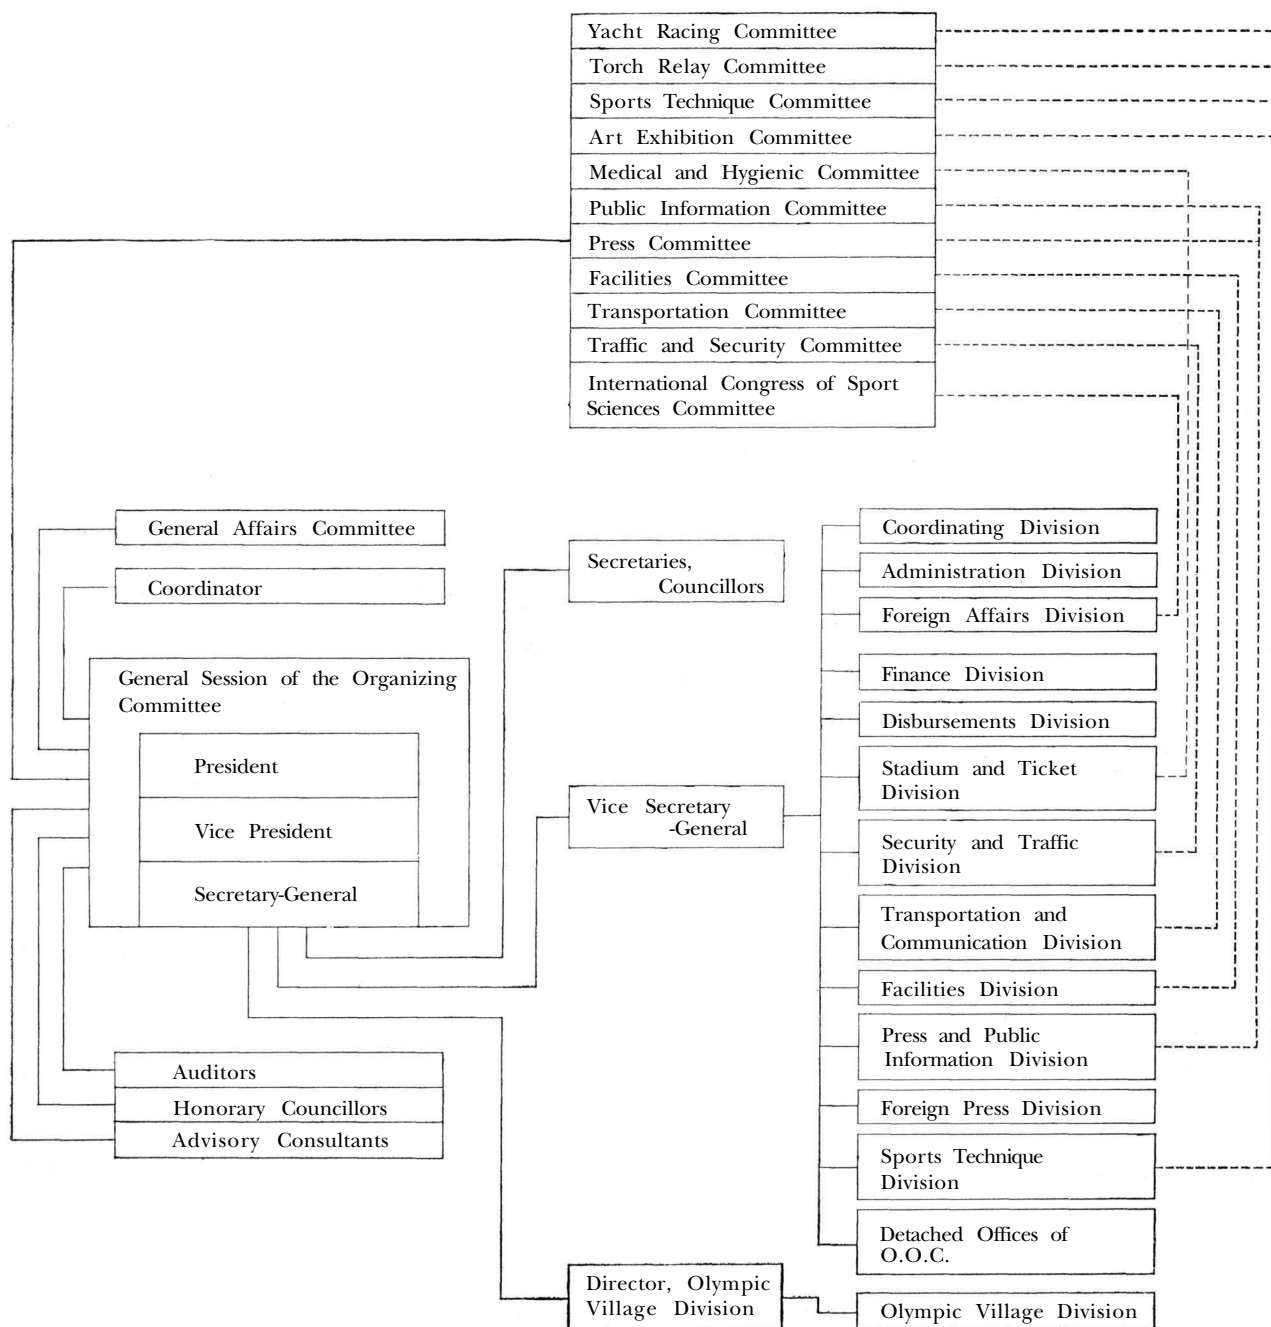 Yacht Racing Committee
Torch Relay Committee
Sports Technique Committee
Art Exhibition Committee
Medical and Hygienic Committee
Public Information Committee
Press Committee
Facilities Committee
Transportation Committee
Traffic and Security Committee
International Congress of Sport
Sciences Committee
General Affairs Committee
Coordinator
General Session of the Organizing
Committee
President
Vice President
Secretary-General
Auditors
Honorary Councillors
Advisory Consultants
Secretaries,
Councillors
Vice Secretary
-General
Director, Olympic
Village Division
Coordinating Division
Administration Division
Foreign Affairs Division
Finance Division
Disbursements Division
Stadium and Ticket
Division
Security and Traffic
Division
Transportation and
Communication Division
Facilities Division
Press and Public
Information Division
Foreign Press Division
Sports Technique
Division
Detached Offices of
O.O.C.
Olympic Village Division